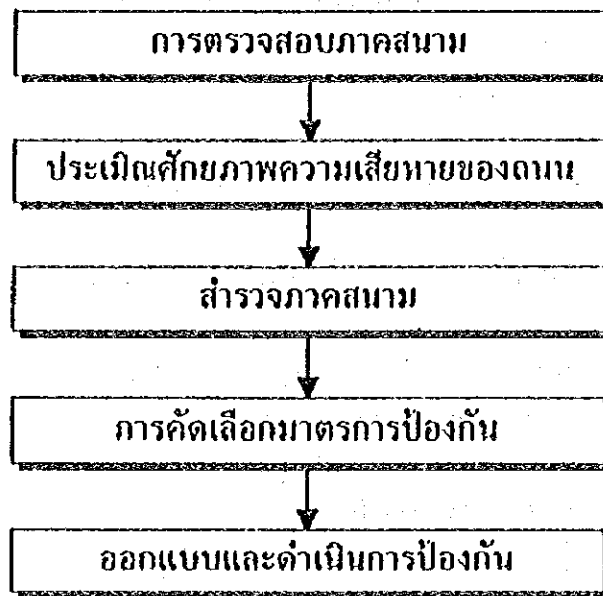 การตรวจสอบภาคสนาม
ประเมิณศักยภาพความเสียหายของถนน
สำรวจภาคสนาม
การคัดเลือกมาตรการป้องกัน
ออกแบบและดำเนินการป้องกัน